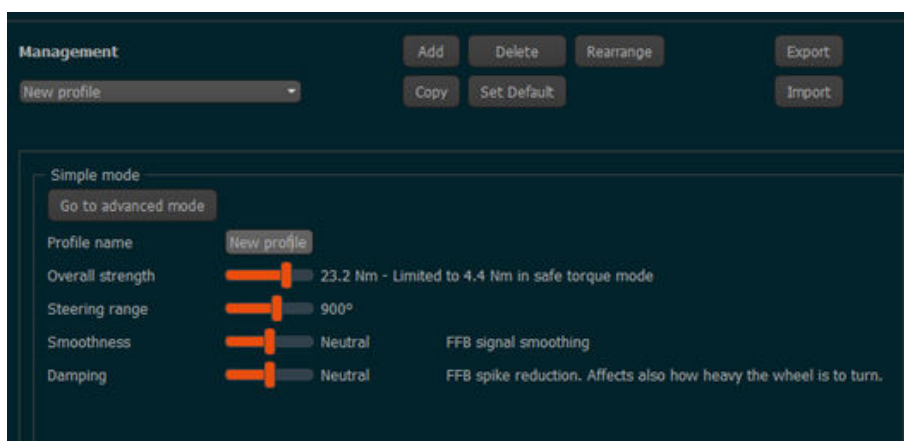 Management Add Delete Rearrange Export
New profile Copy Set Default Import
Simple mode
Go to advanced mode
Profile name New profile
Overall strength 23.2 Nm - Limited to 4.4 Nm in safe torque mode
Steering range 900°
Smoothness Neutral FFB signal smoothing
Damping Neutral FFB spike reduction. Affects also how heavy the wheel is to turn.